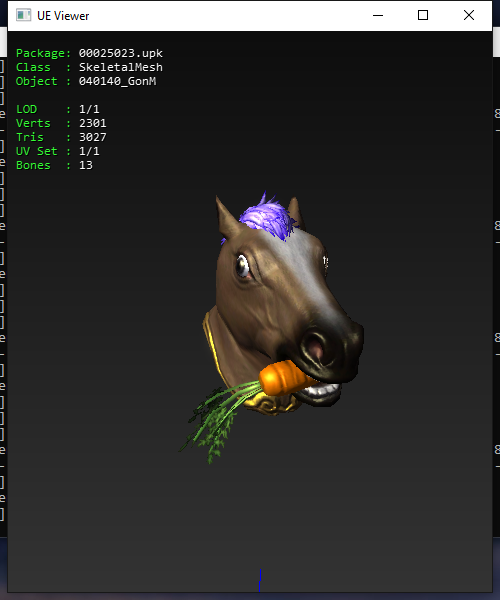 UE Viewer
Package: 00025023.upk
Class : SkeletalMesh
Object : 040140_GonM
LOD : 1/1
Verts : 2301
Tris : 3027
UV Set : 1/1
Bones : 13